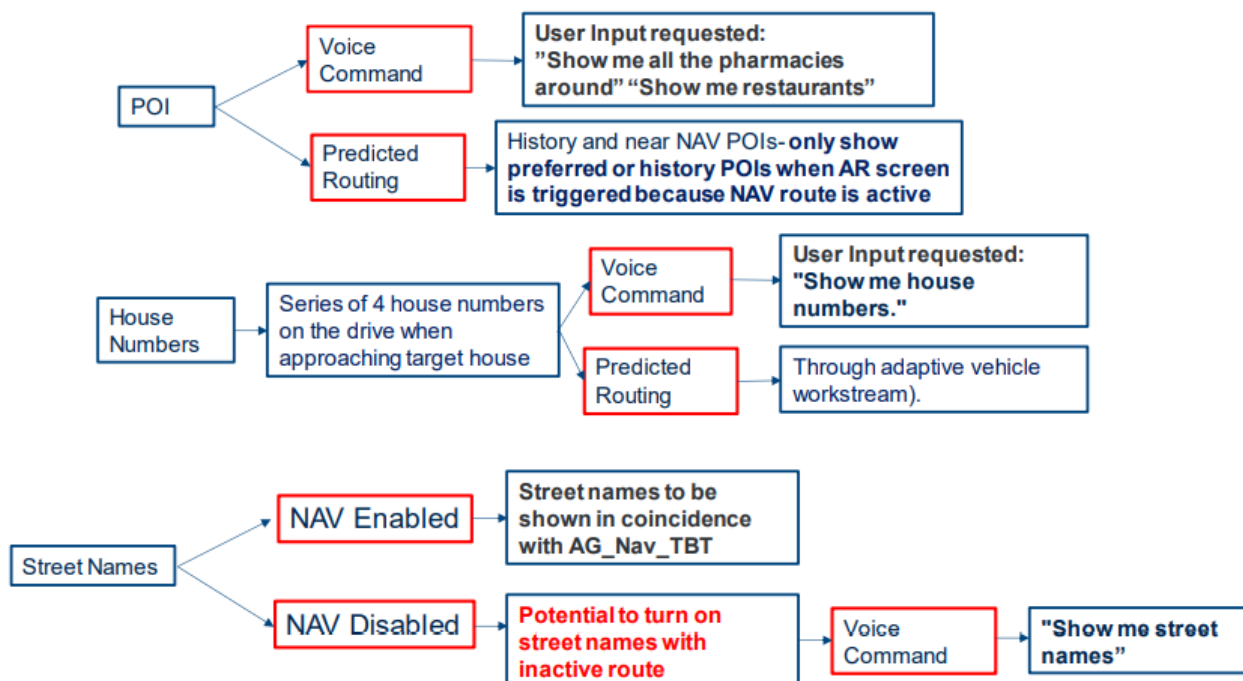 POI
Voice
Command
User Input requested:
”Show me all the pharmacies
around” “Show me restaurants”
Predicted
Routing
History and near NAV POIs- only show
preferred or history POIs when AR screen
is triggered because NAV route is active
House
Numbers
Series of 4 house numbers
on the drive when
approaching target house
Voice
Command
User Input requested:
"Show me house
numbers."
Predicted
Routing
Through adaptive vehicle
workstream).
Street Names
NAV Enabled
Street names to be
shown in coincidence
with AG_Nav_TBT
NAV Disabled
Potential to turn on
street names with
inactive route
Voice
Command
"Show me street
names”